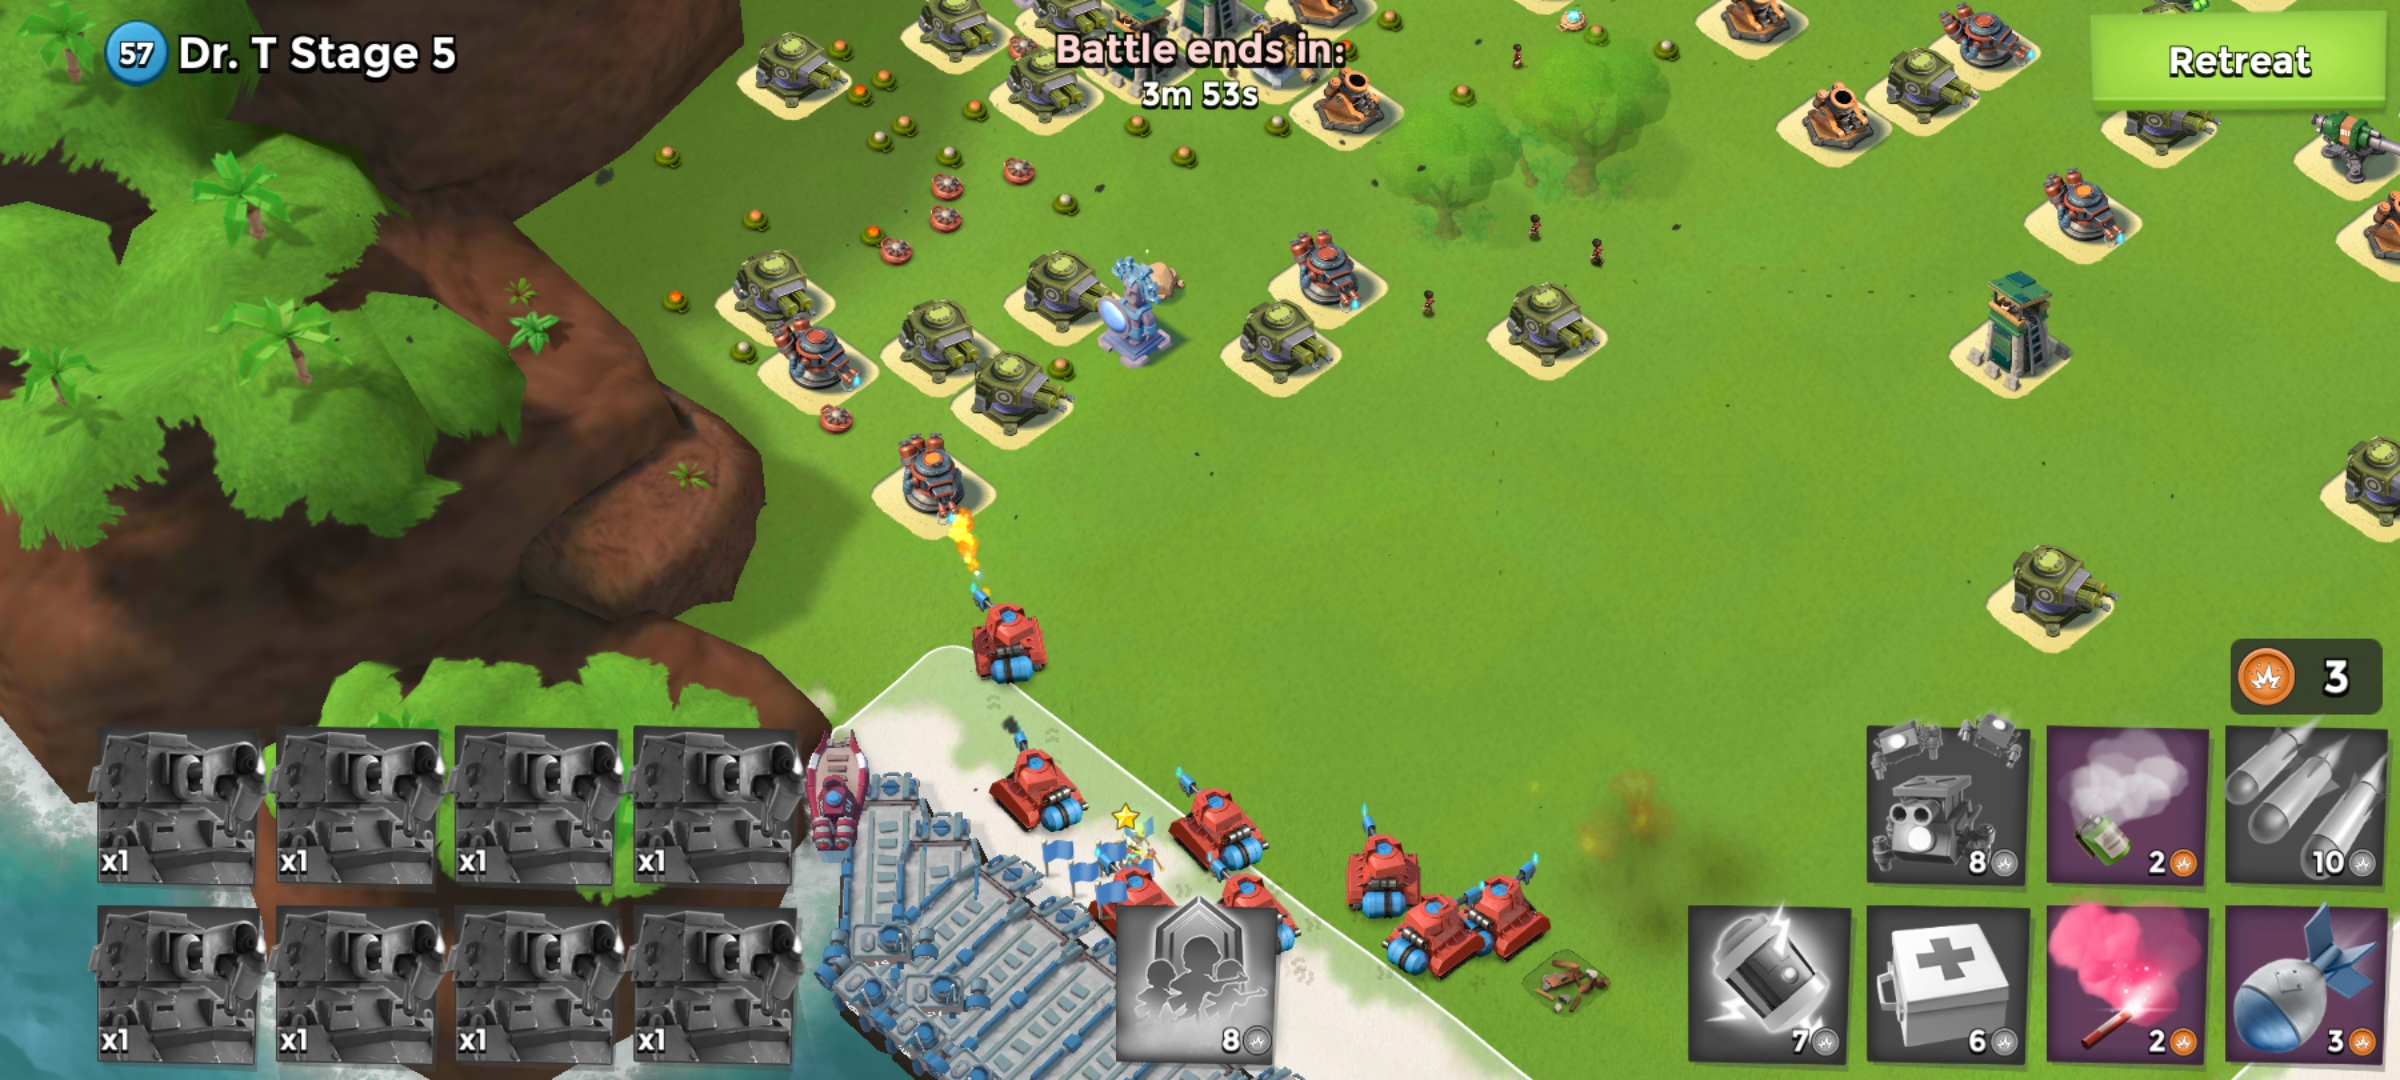 57 Dr. T Stage 5
Battle ends in:
3m 53s
Retreat
3
x1 x1 x1 x1
8 2 10
x1 x1 x1 x1
8
7 6 2 3